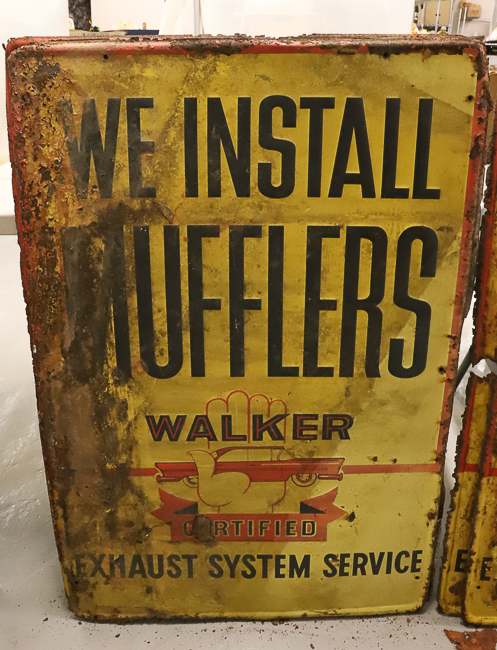 WE INSTALL
MUFFLERS
WALKER
CERTIFIED
EXHAUST SYSTEM SERVICE
E
E